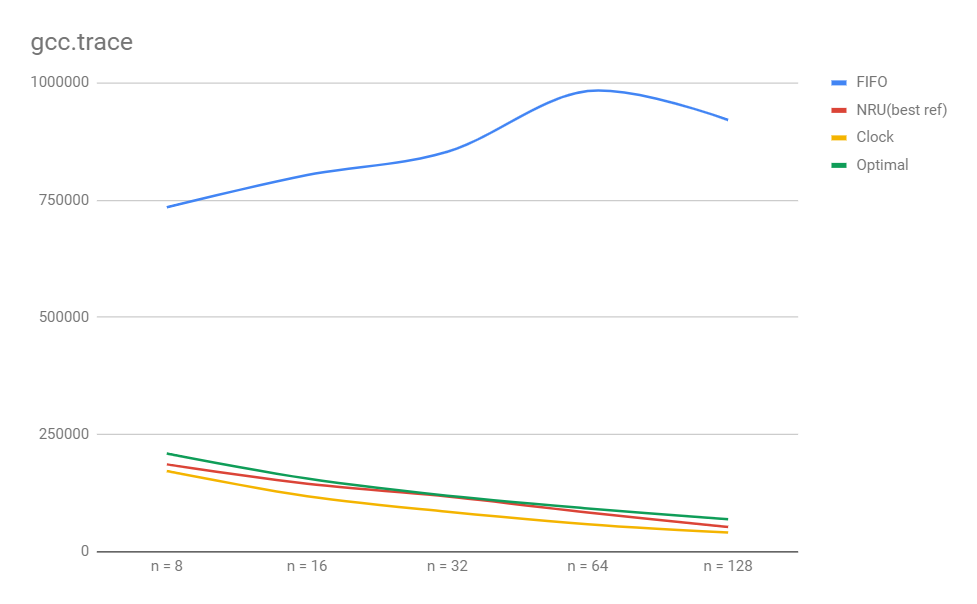 gcc.trace
1000000
750000
500000
250000
0
n = 8
n = 16
n = 32
n = 64
n = 128
FIFO
NRU(best ref)
Clock
Optimal